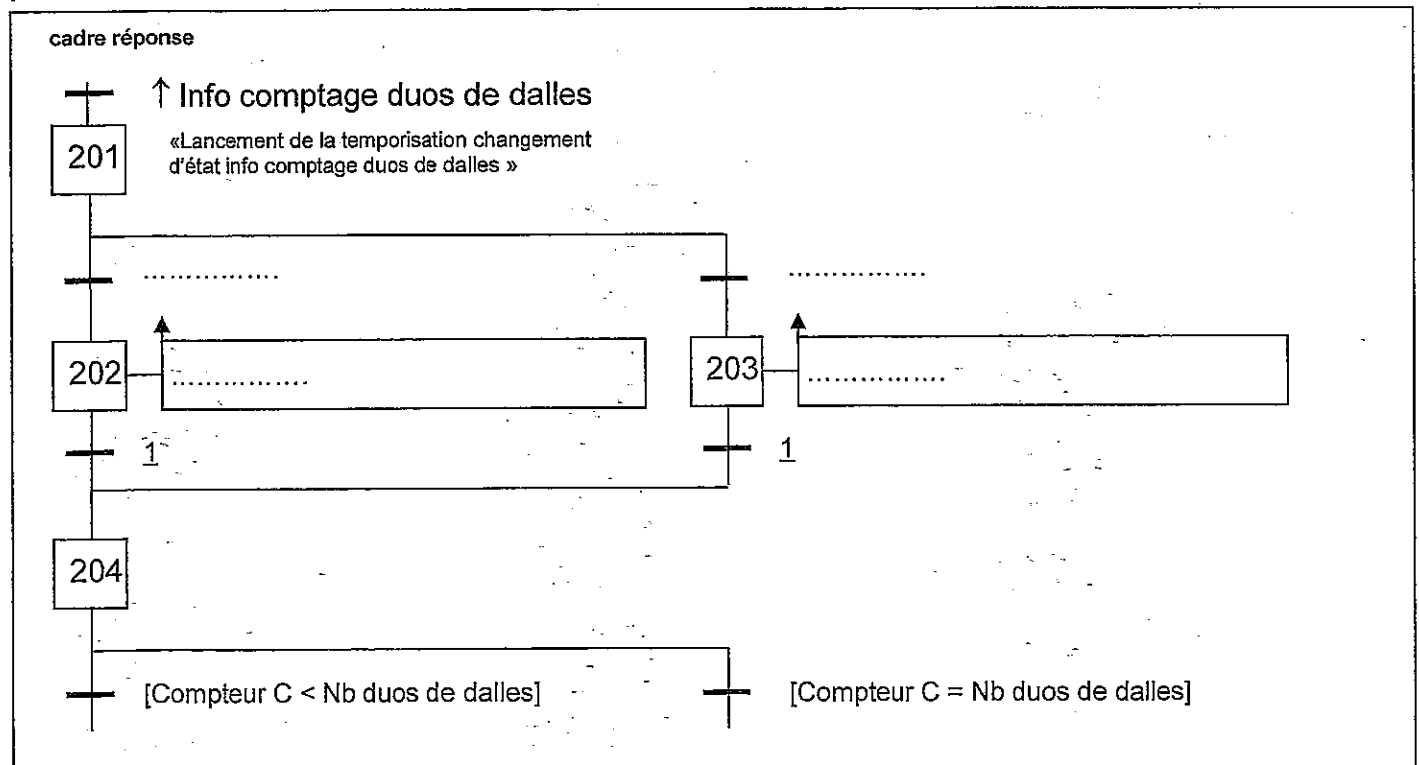 cadre réponse
↑ Info comptage duos de dalles
201
«Lancement de la temporisation changement
d'état info comptage duos de dalles »
................ ................
202 ................ 203 ................
1 1
204
[Compteur C < Nb duos de dalles] [Compteur C = Nb duos de dalles]